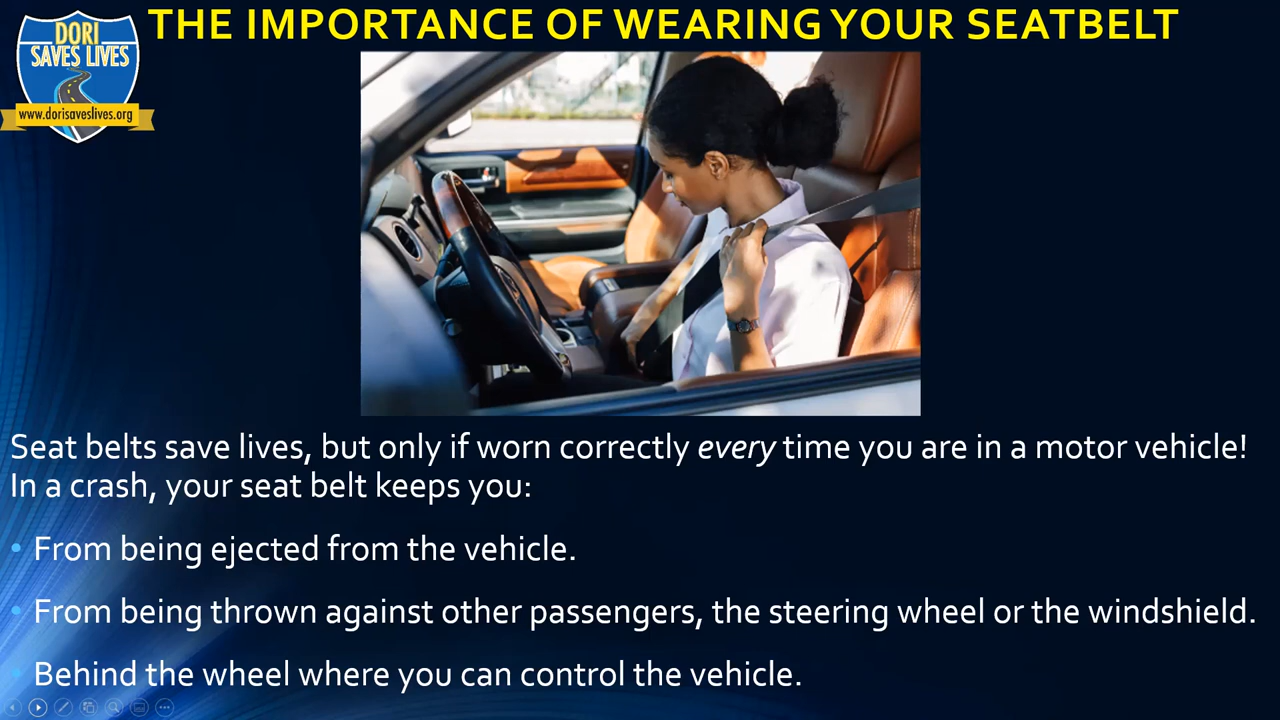 THE IMPORTANCE OF WEARING YOUR SEATBELT
DORI
SAVES LIVES
www.dorisaveslives.org
Seat belts save lives, but only if worn correctly every time you are in a motor vehicle!
In a crash, your seat belt keeps you:
• From being ejected from the vehicle.
• From being thrown against other passengers, the steering wheel or the windshield.
• Behind the wheel where you can control the vehicle.